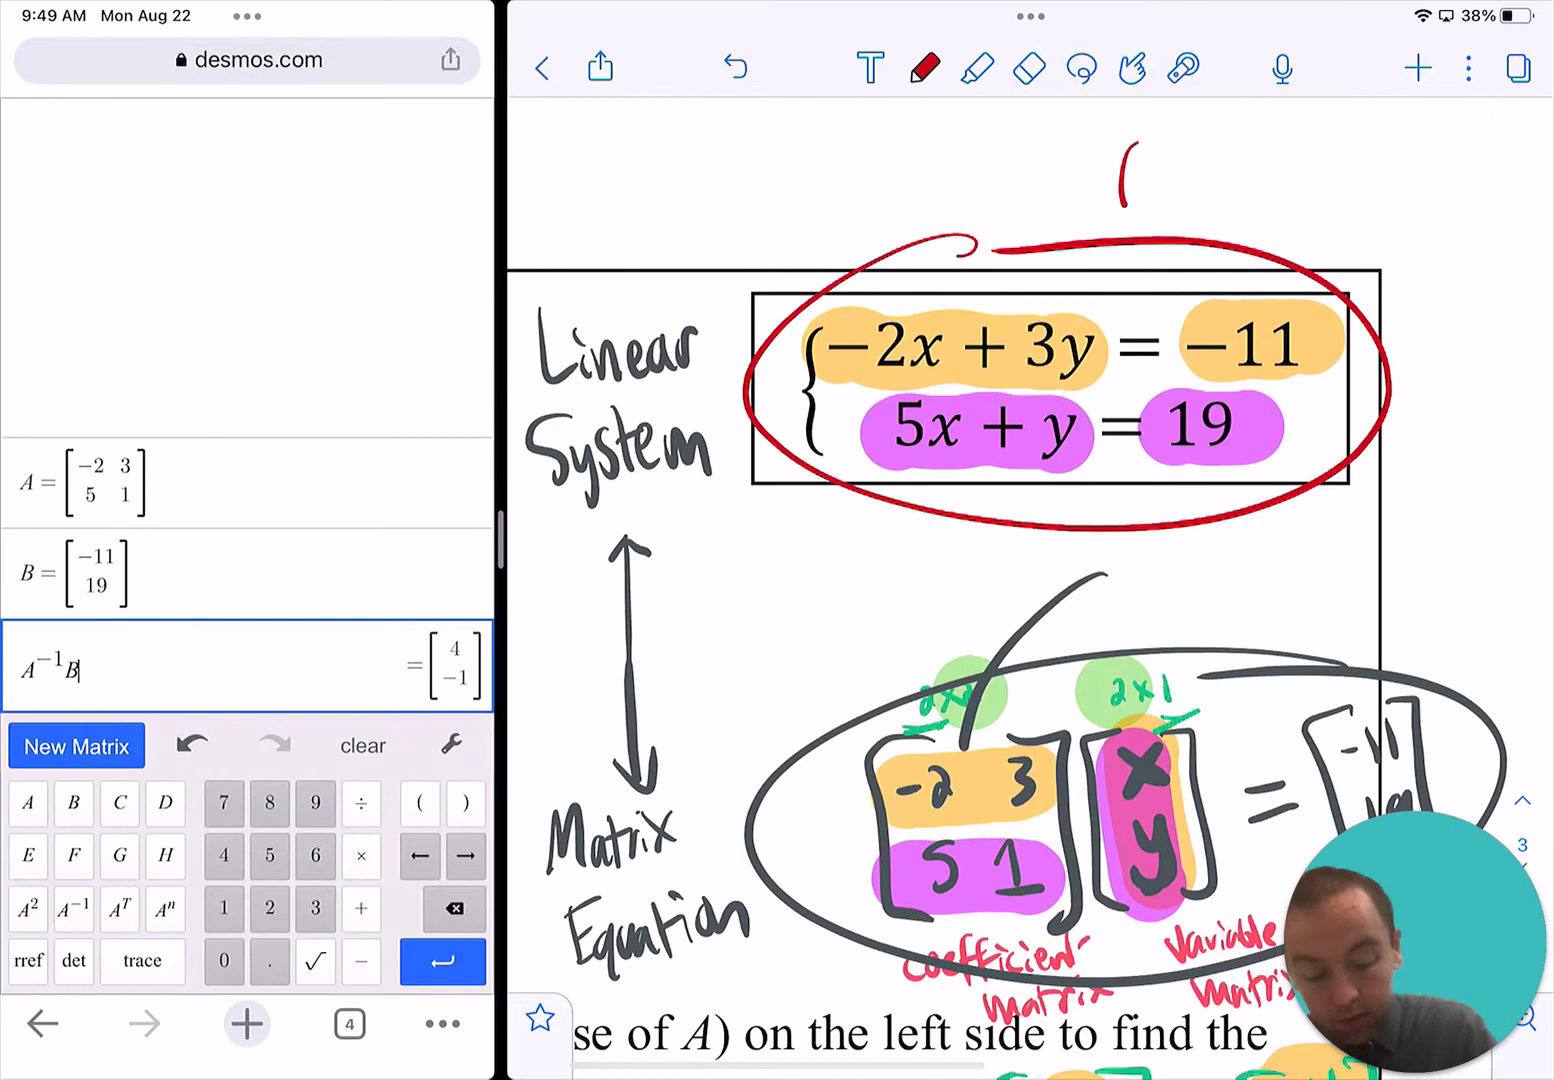 9:49 AM Mon Aug 22
38%
desmos.com
A = [−2 3
5 1]
B = [−11
19]
A⁻¹B = [4
−1]
New Matrix
clear
A B C D 7 8 9 ÷ ( )
E F G H 4 5 6 × ← →
A² A⁻¹ Aᵀ Aⁿ 1 2 3 +
rref det trace 0 . √ −
4
T
(
Linear
System
−2x + 3y = −11
5x + y = 19
2x2 2x1
[-2 3
5 1] [x
y] = [-11
19]
Matrix
Equation
coefficient
matrix
variable
matrix
3
se of A) on the left side to find the